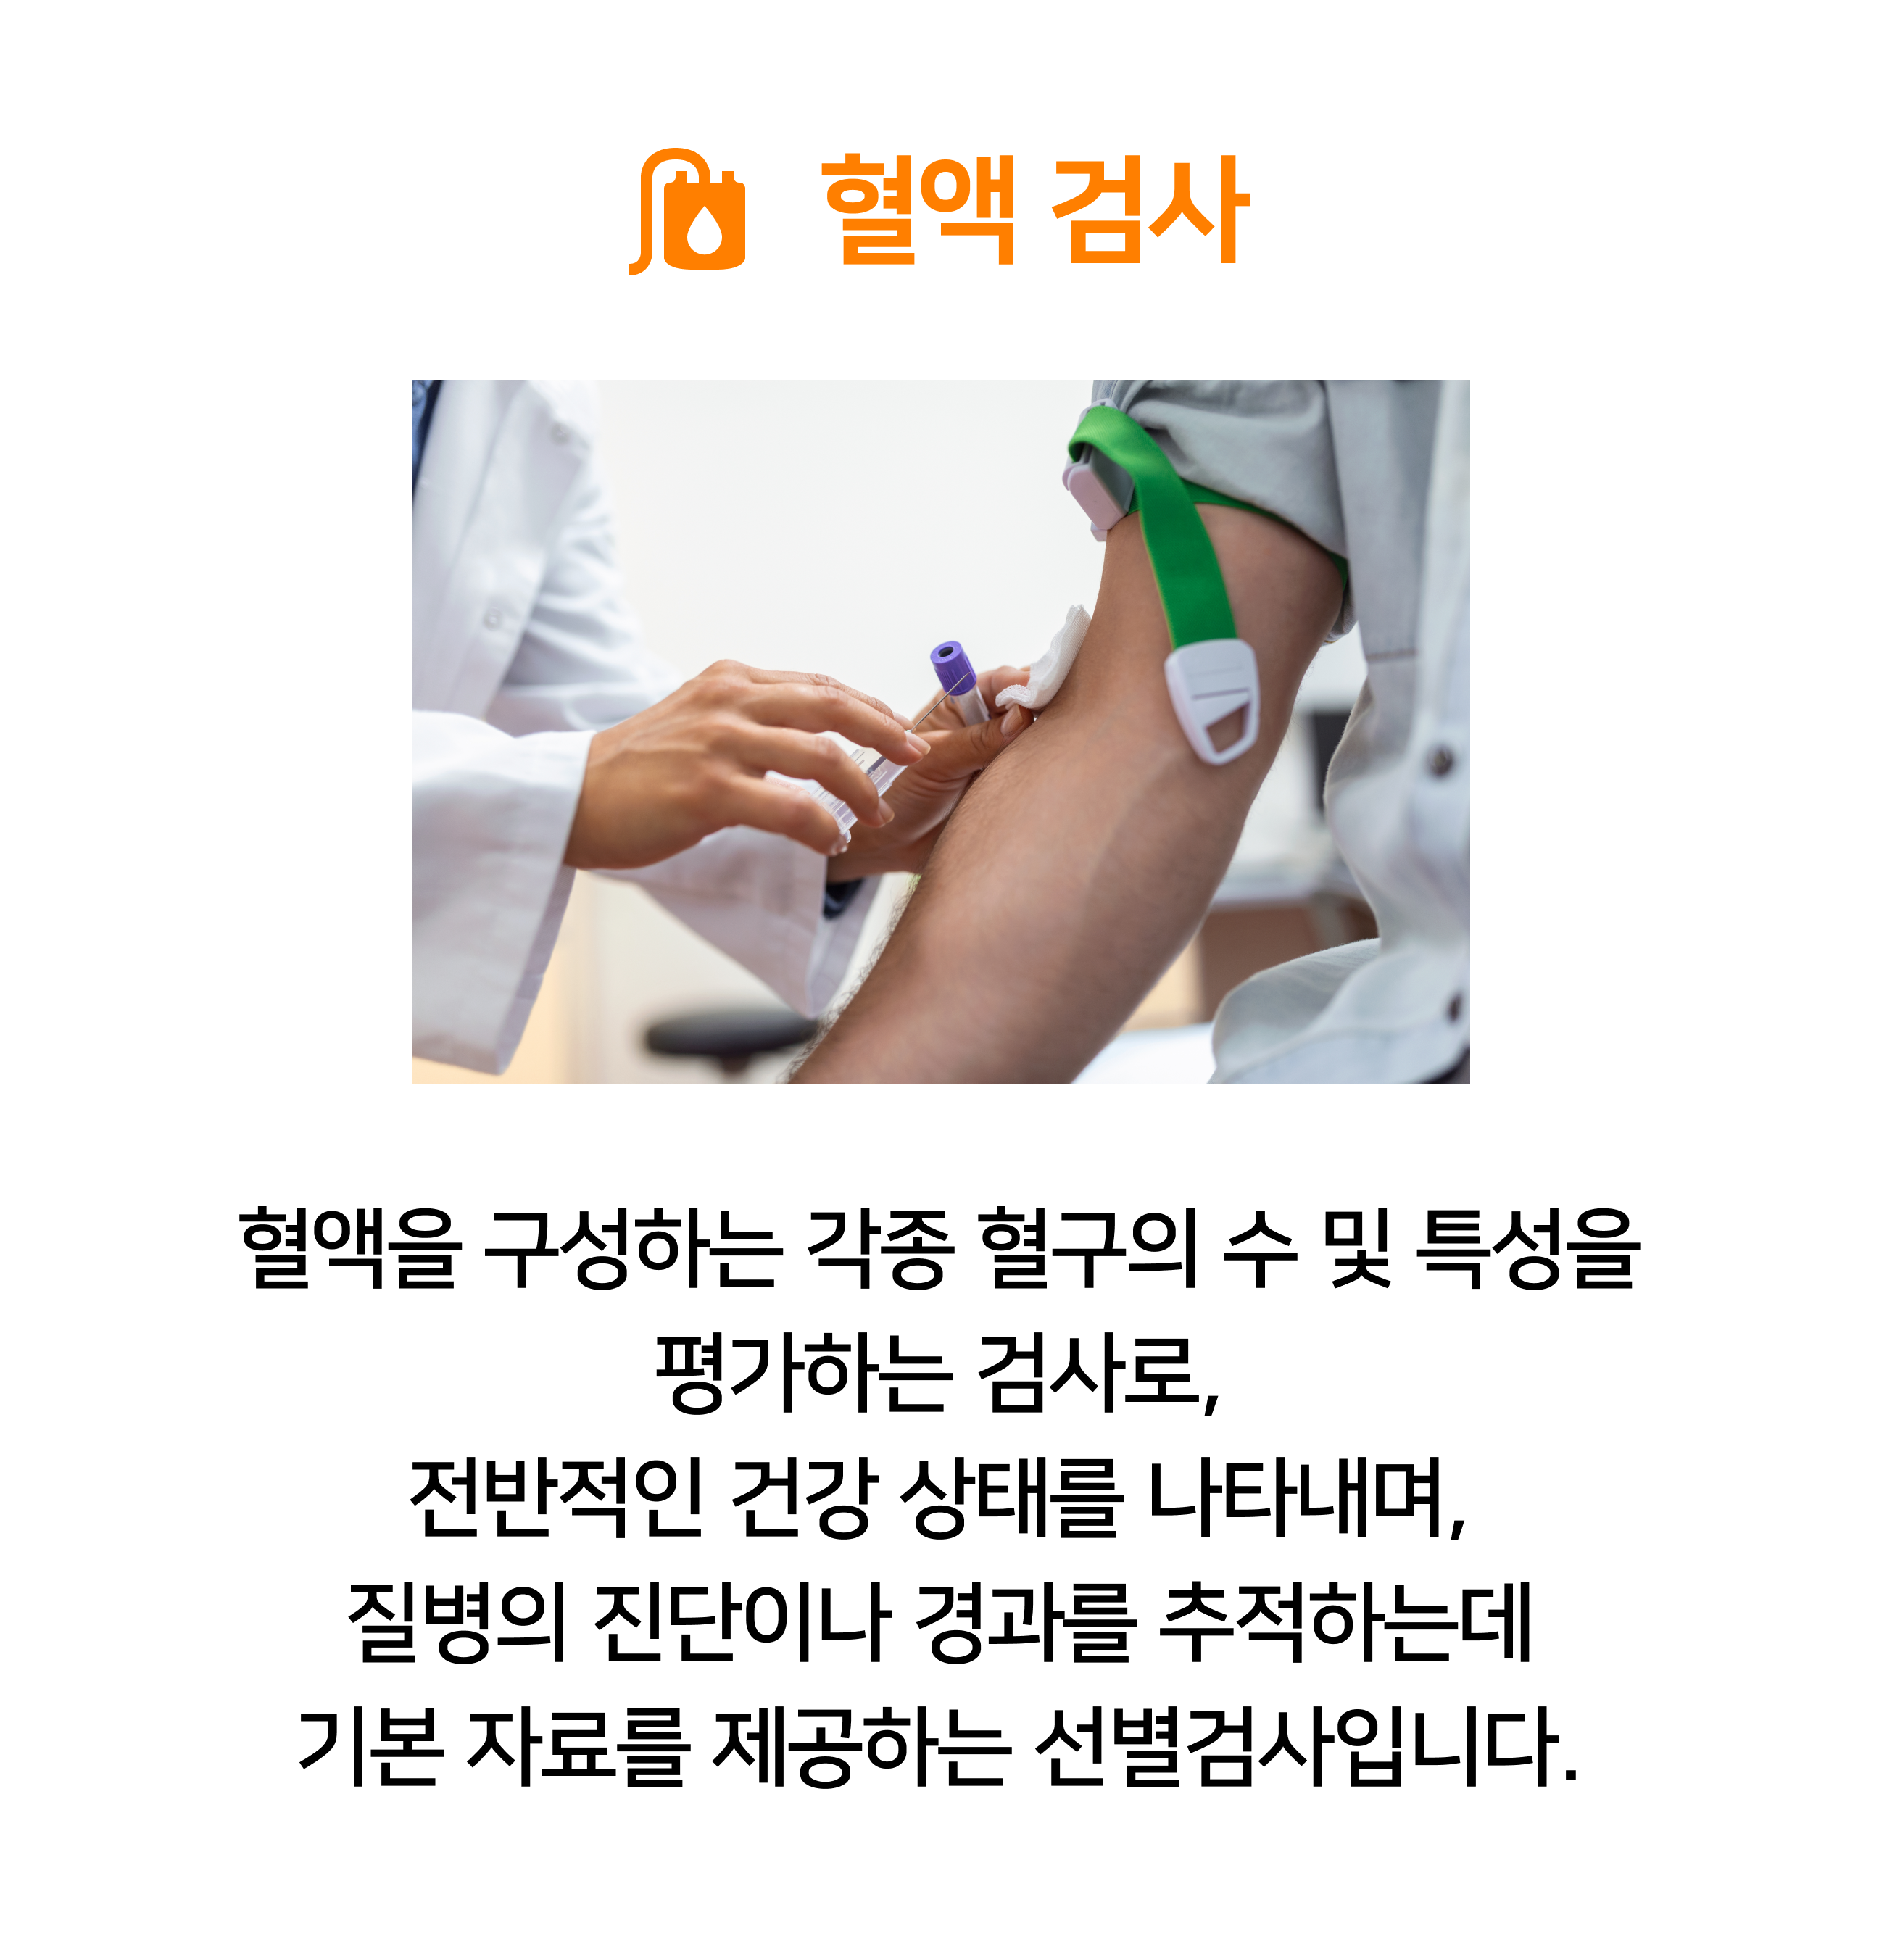 혈액 검사
혈액을 구성하는 각종 혈구의 수 및 특성을
평가하는 검사로,
전반적인 건강 상태를 나타내며,
질병의 진단이나 경과를 추적하는데
기본 자료를 제공하는 선별검사입니다.